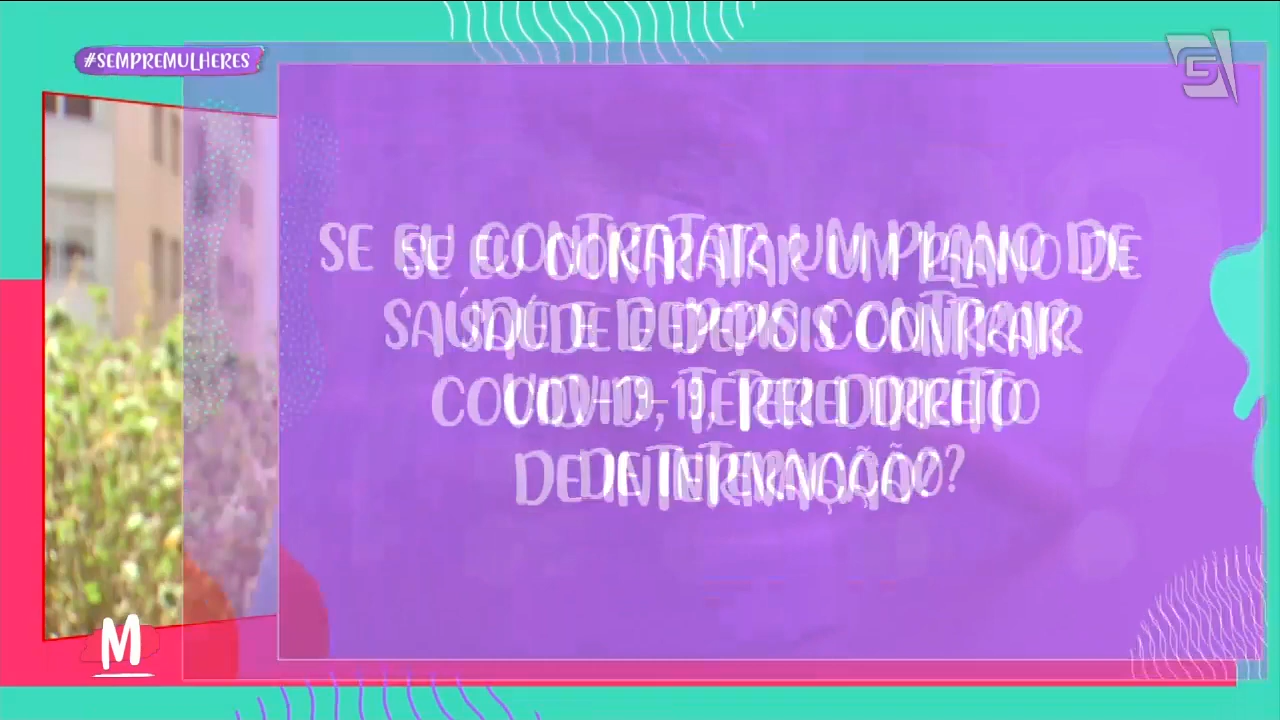 #SEMPREMULHERES
G
SE EU CONTRATAR UM PLANO DE
SAÚDE E DEPOIS CONTRAIR
COVID-19, TEREI DIREITO
DE INTERNAÇÃO?
M